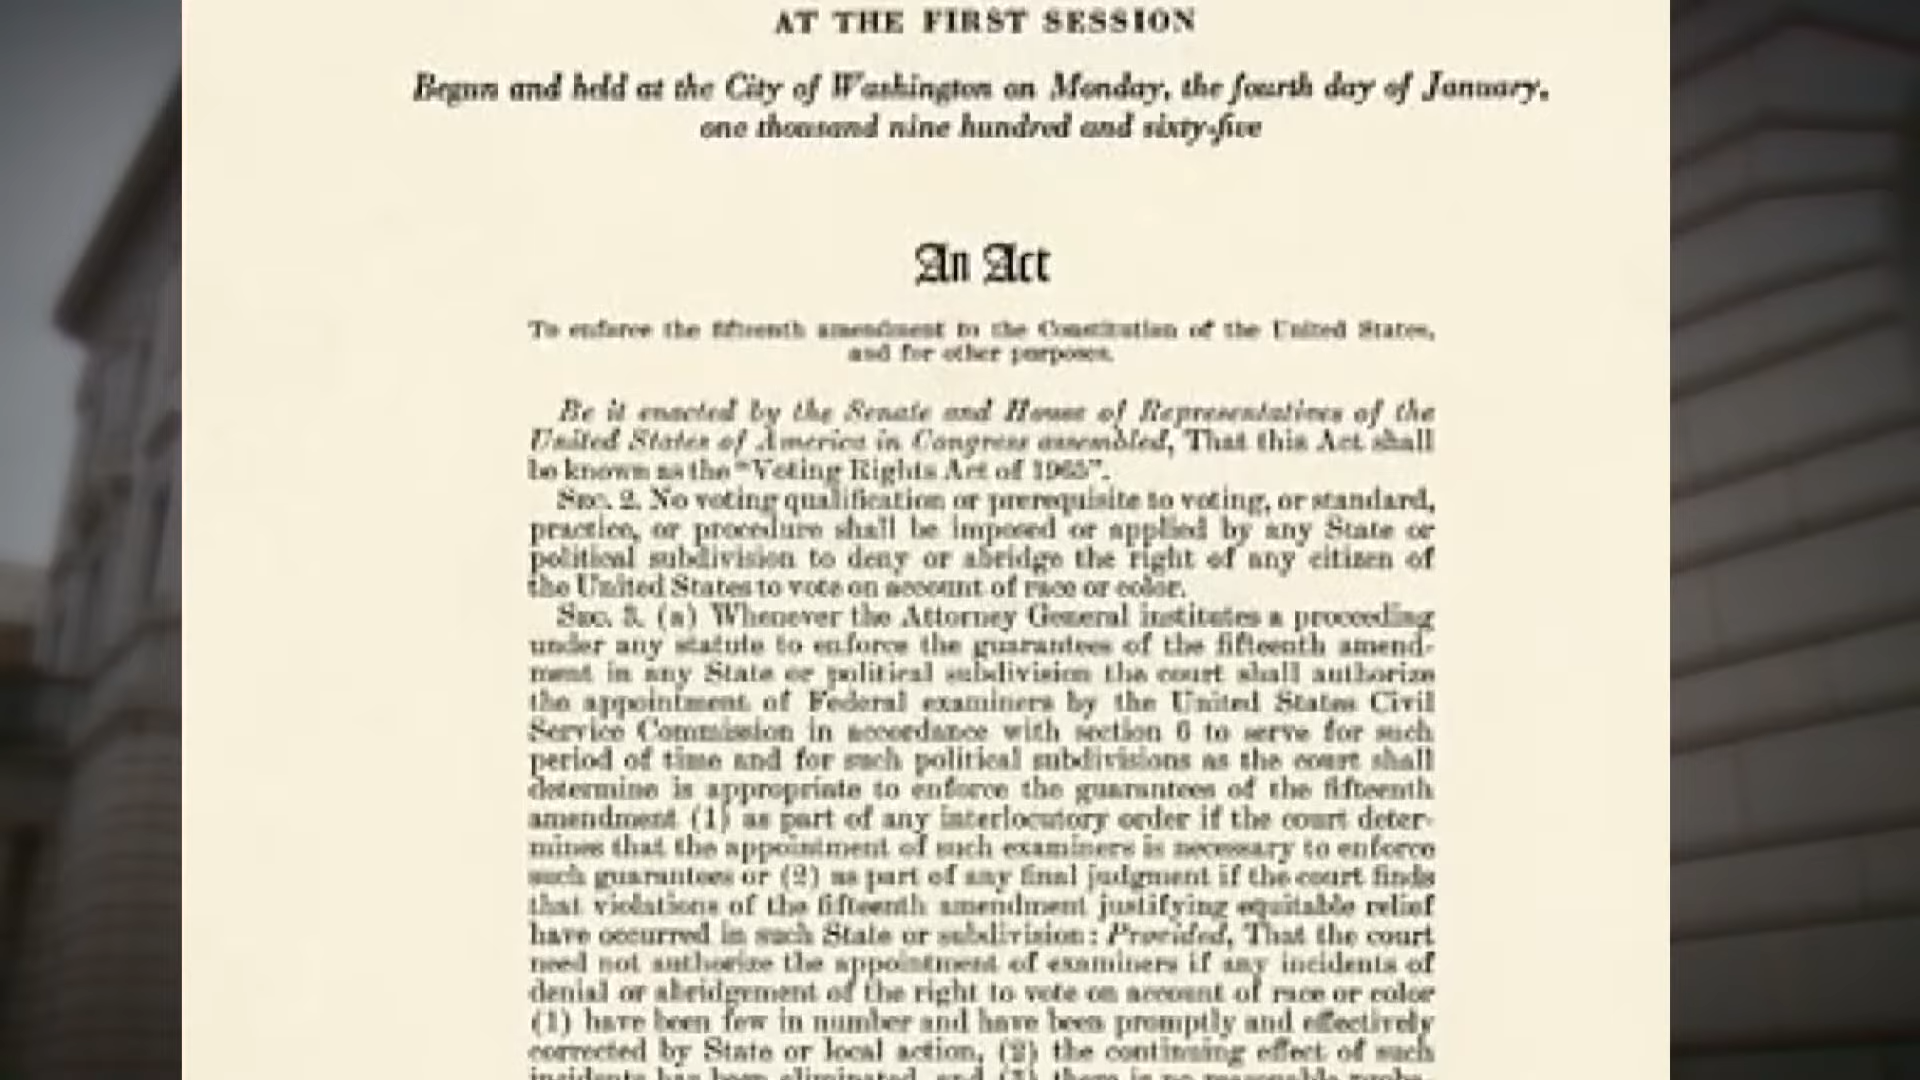 AT THE FIRST SESSION
Begun and held at the City of Washington on Monday, the fourth day of January,
one thousand nine hundred and sixty-five
An Act
To enforce the fifteenth amendment to the Constitution of the United States,
and for other purposes.
Be it enacted by the Senate and House of Representatives of the
United States of America in Congress assembled, That this Act shall
be known as the "Voting Rights Act of 1965".
SEC. 2. No voting qualification or prerequisite to voting, or standard,
practice, or procedure shall be imposed or applied by any State or
political subdivision to deny or abridge the right of any citizen of
the United States to vote on account of race or color.
SEC. 3. (a) Whenever the Attorney General institutes a proceeding
under any statute to enforce the guarantees of the fifteenth amend-
ment in any State or political subdivision the court shall authorize
the appointment of Federal examiners by the United States Civil
Service Commission in accordance with section 6 to serve for such
period of time and for such political subdivisions as the court shall
determine is appropriate to enforce the guarantees of the fifteenth
amendment (1) as part of any interlocutory order if the court deter-
mines that the appointment of such examiners is necessary to enforce
such guarantees or (2) as part of any final judgment if the court finds
that violations of the fifteenth amendment justifying equitable relief
have occurred in such State or subdivision: Provided, That the court
need not authorize the appointment of examiners if any incidents of
denial or abridgement of the right to vote on account of race or color
(1) have been few in number and have been promptly and effectively
corrected by State or local action, (2) the continuing effect of such
incidents has been eliminated, and (3) there is no reasonable proba-